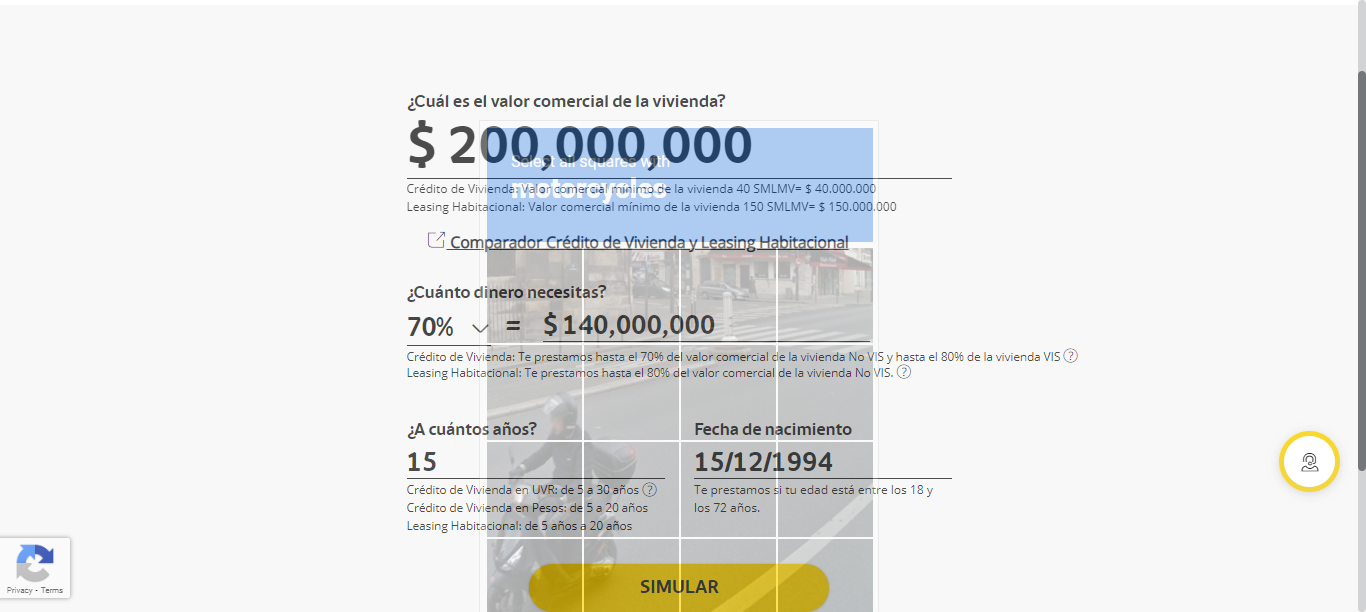 ¿Cuál es el valor comercial de la vivienda?
$ 200,000,000
Select all squares with
motorcycles
Crédito de Vivienda: Valor comercial mínimo de la vivienda 40 SMLMV= $ 40.000.000
Leasing Habitacional: Valor comercial mínimo de la vivienda 150 SMLMV= $ 150.000.000
Comparador Crédito de Vivienda y Leasing Habitacional
¿Cuánto dinero necesitas?
70% = $ 140,000,000
Crédito de Vivienda: Te prestamos hasta el 70% del valor comercial de la vivienda No VIS y hasta el 80% de la vivienda VIS ?
Leasing Habitacional: Te prestamos hasta el 80% del valor comercial de la vivienda No VIS. ?
¿A cuántos años?
15
Crédito de Vivienda en UVR: de 5 a 30 años ?
Crédito de Vivienda en Pesos: de 5 a 20 años
Leasing Habitacional: de 5 años a 20 años
Fecha de nacimiento
15/12/1994
Te prestamos si tu edad está entre los 18 y
los 72 años.
SIMULAR
Privacy - Terms